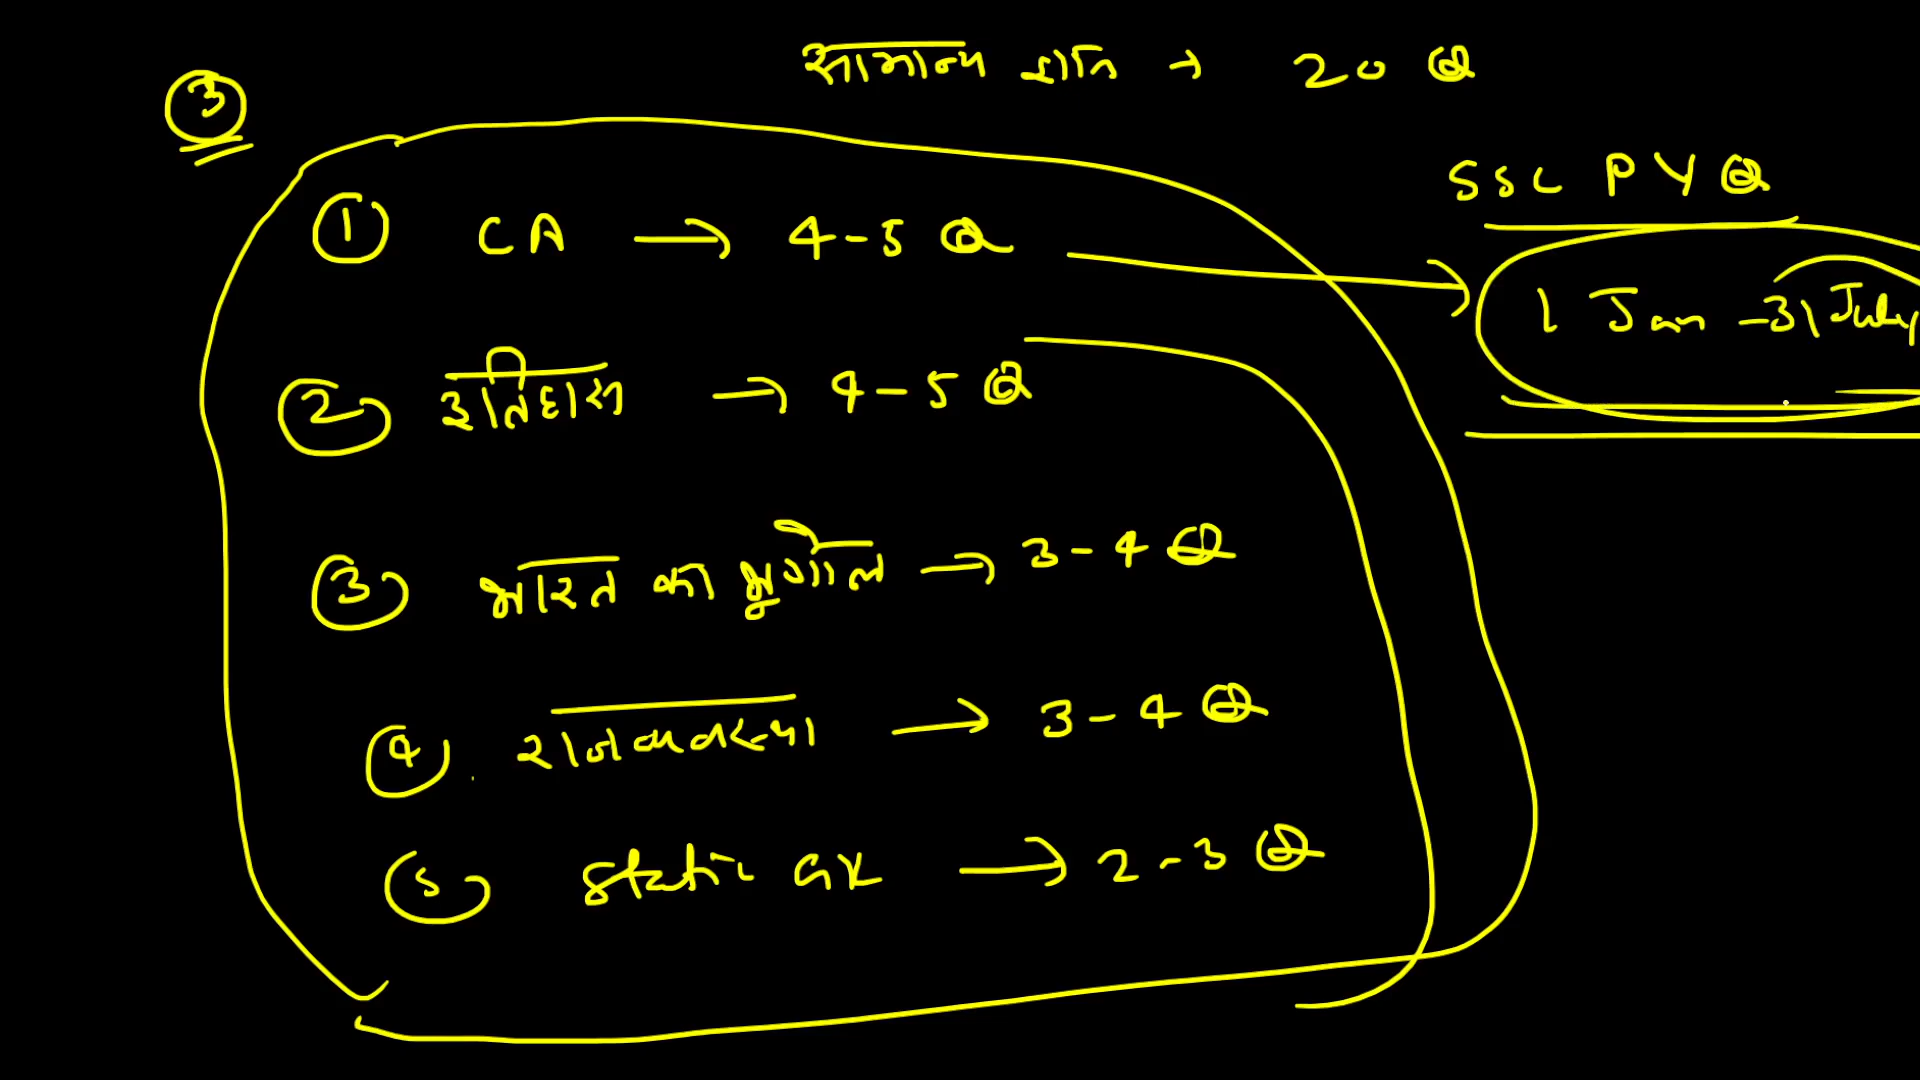 सामान्य ज्ञान → 20 Q
3
SSC PYQ
① CA → 4-5 Q
1 Jan - 31 July
② इतिहास → 4-5 Q
③ भारत का भूगोल → 3-4 Q
④ राजव्यवस्था → 3-4 Q
⑤ Static GK → 2-3 Q